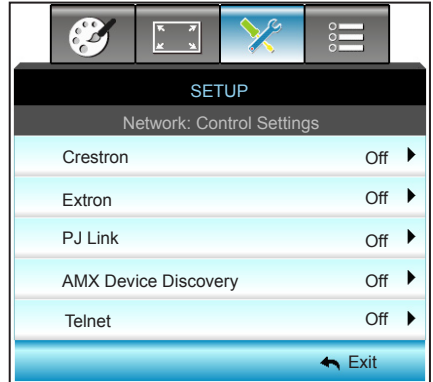 SETUP
Network: Control Settings
Crestron Off
Extron Off
PJ Link Off
AMX Device Discovery Off
Telnet Off
Exit